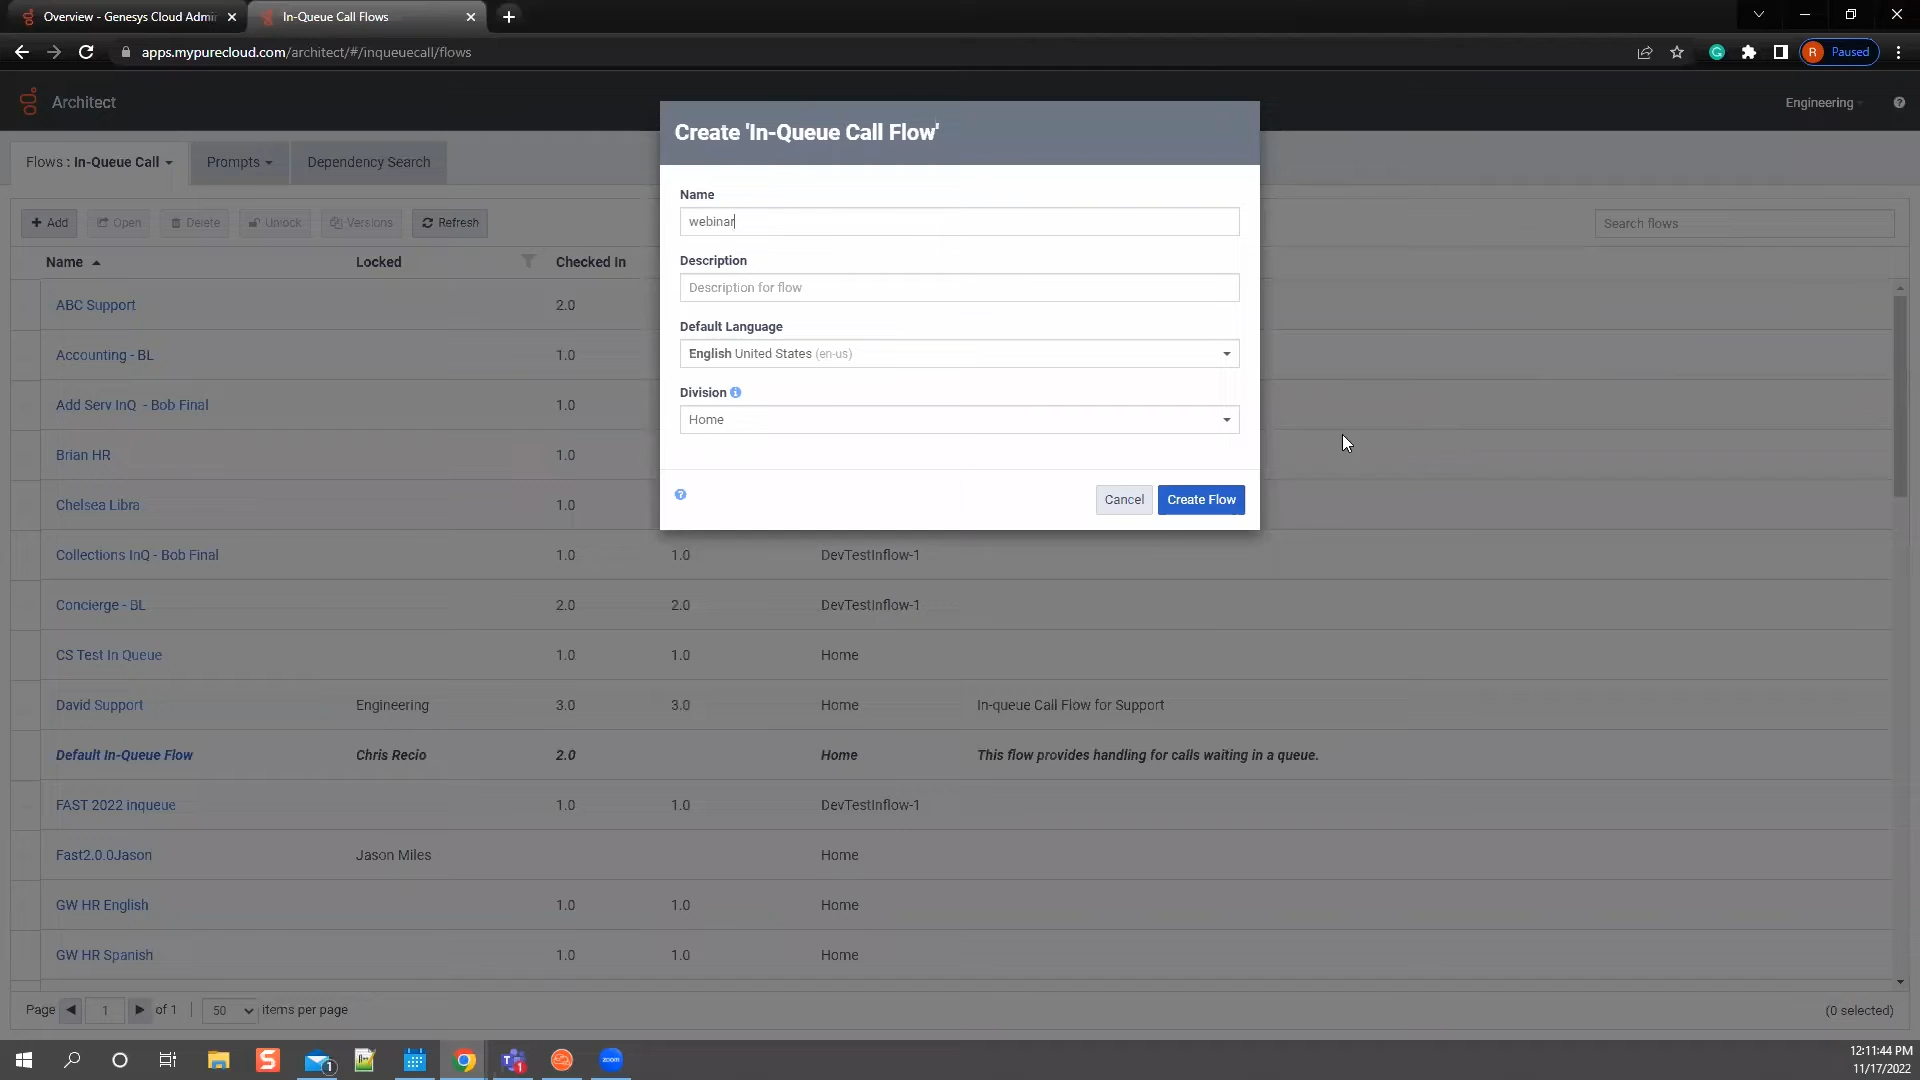 Overview - Genesys Cloud Admin
In-Queue Call Flows
apps.mypurecloud.com/architect/#/inqueuecall/flows
R Paused
Architect
Engineering
Flows : In-Queue Call
Prompts
Dependency Search
Add
Open
Delete
Unlock
Versions
Refresh
Search flows
Name
Locked
Checked In
ABC Support 2.0
Accounting - BL 1.0
Add Serv InQ - Bob Final 1.0
Brian HR 1.0
Chelsea Libra 1.0
Collections InQ - Bob Final 1.0 1.0 DevTestInflow-1
Concierge - BL 2.0 2.0 DevTestInflow-1
CS Test In Queue 1.0 1.0 Home
David Support Engineering 3.0 3.0 Home In-queue Call Flow for Support
Default In-Queue Flow Chris Recio 2.0 Home This flow provides handling for calls waiting in a queue.
FAST 2022 inqueue 1.0 1.0 DevTestInflow-1
Fast2.0.0Jason Jason Miles Home
GW HR English 1.0 1.0 Home
GW HR Spanish 1.0 1.0 Home
Page 1 of 1 50 items per page
(0 selected)
Create 'In-Queue Call Flow'
Name
webinar
Description
Description for flow
Default Language
English United States (en-us)
Division
Home
Cancel
Create Flow
zoom
12:11:44 PM
11/17/2022